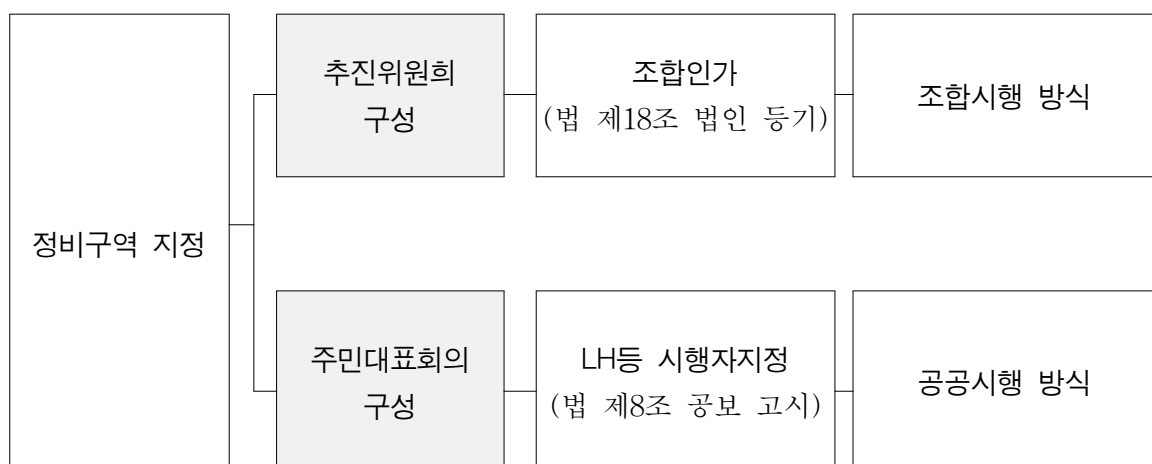 정비구역 지정
추진위원희
구성
조합인가
(법 제18조 법인 등기)
조합시행 방식
주민대표회의
구성
LH등 시행자지정
(법 제8조 공보 고시)
공공시행 방식